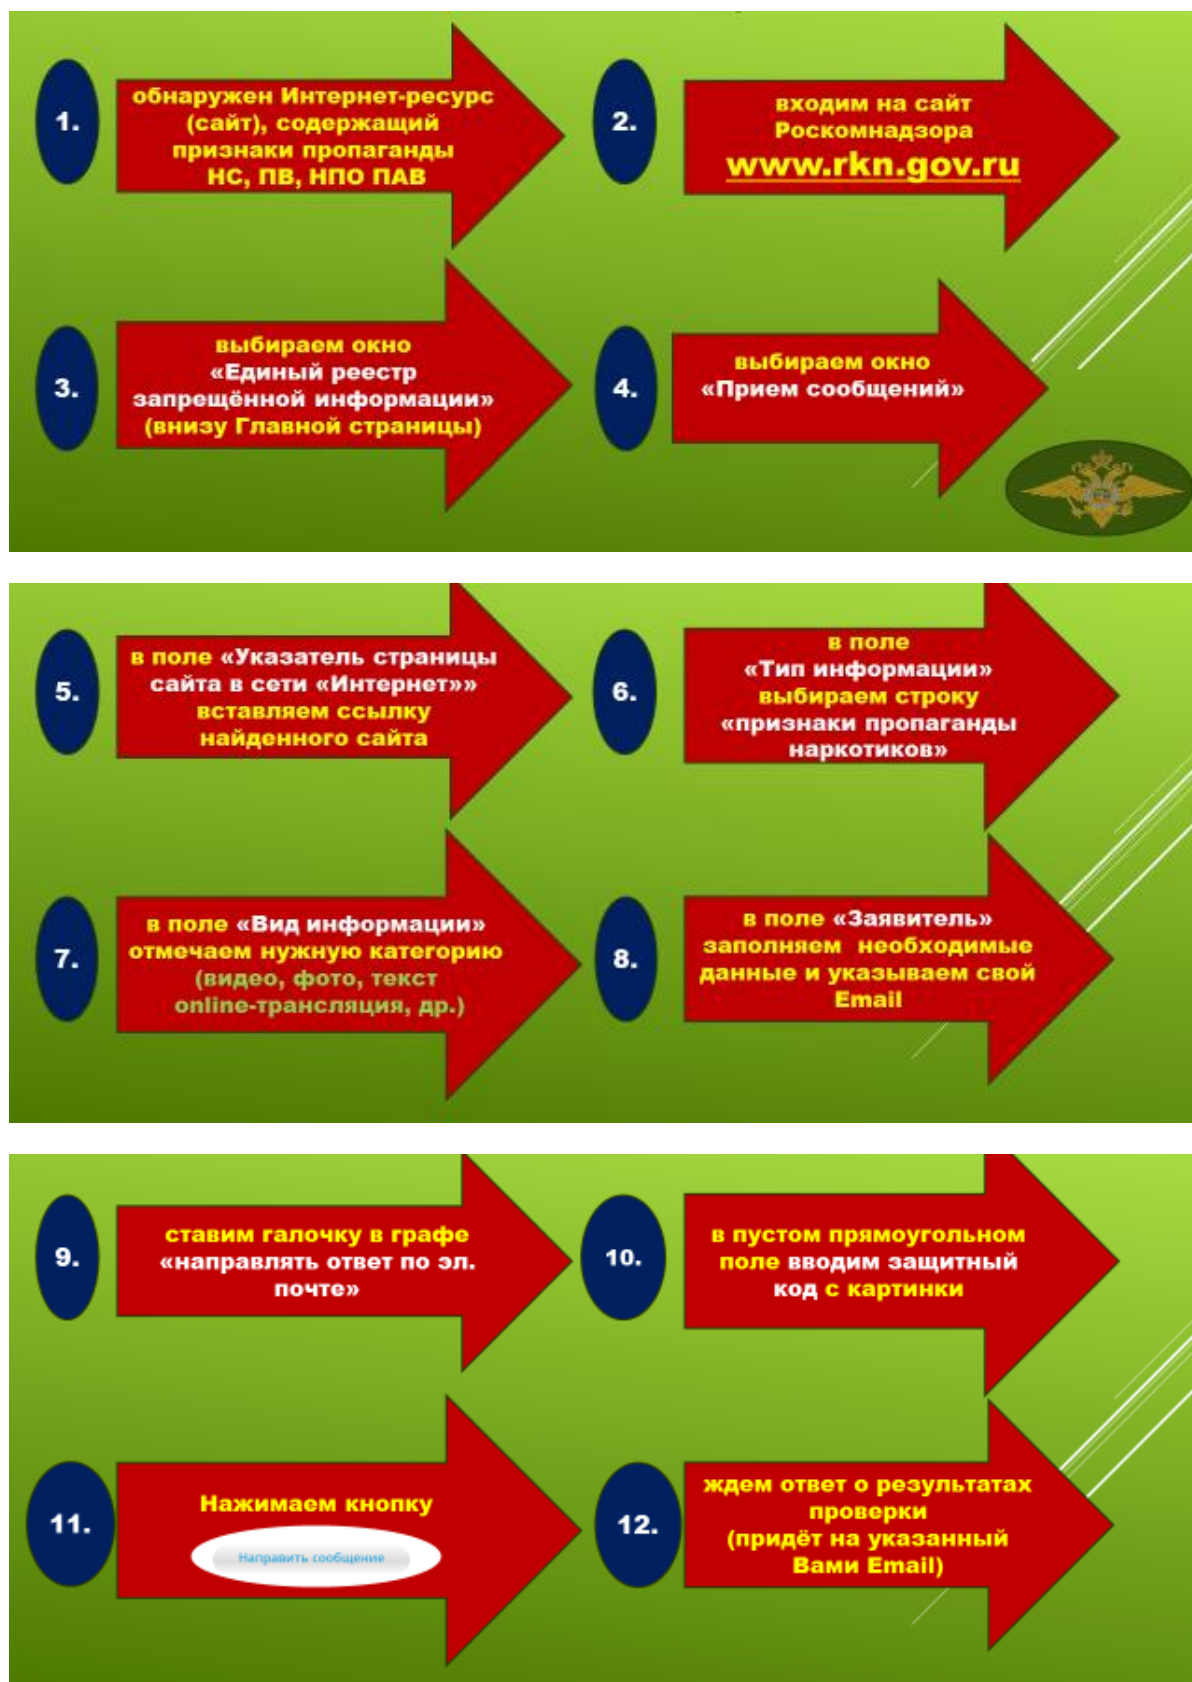 1.
обнаружен Интернет-ресурс
(сайт), содержащий
признаки пропаганды
НС, ПВ, НПО ПАВ
2.
входим на сайт
Роскомнадзора
www.rkn.gov.ru
3.
выбираем окно
«Единый реестр
запрещённой информации»
(внизу Главной страницы)
4.
выбираем окно
«Прием сообщений»
5.
в поле «Указатель страницы
сайта в сети «Интернет»»
вставляем ссылку
найденного сайта
6.
в поле
«Тип информации»
выбираем строку
«признаки пропаганды
наркотиков»
7.
в поле «Вид информации»
отмечаем нужную категорию
(видео, фото, текст
online-трансляция, др.)
8.
в поле «Заявитель»
заполняем необходимые
данные и указываем свой
Email
9.
ставим галочку в графе
«направлять ответ по эл.
почте»
10.
в пустом прямоугольном
поле вводим защитный
код с картинки
11.
Нажимаем кнопку
Направить сообщение
12.
ждем ответ о результатах
проверки
(придёт на указанный
Вами Email)